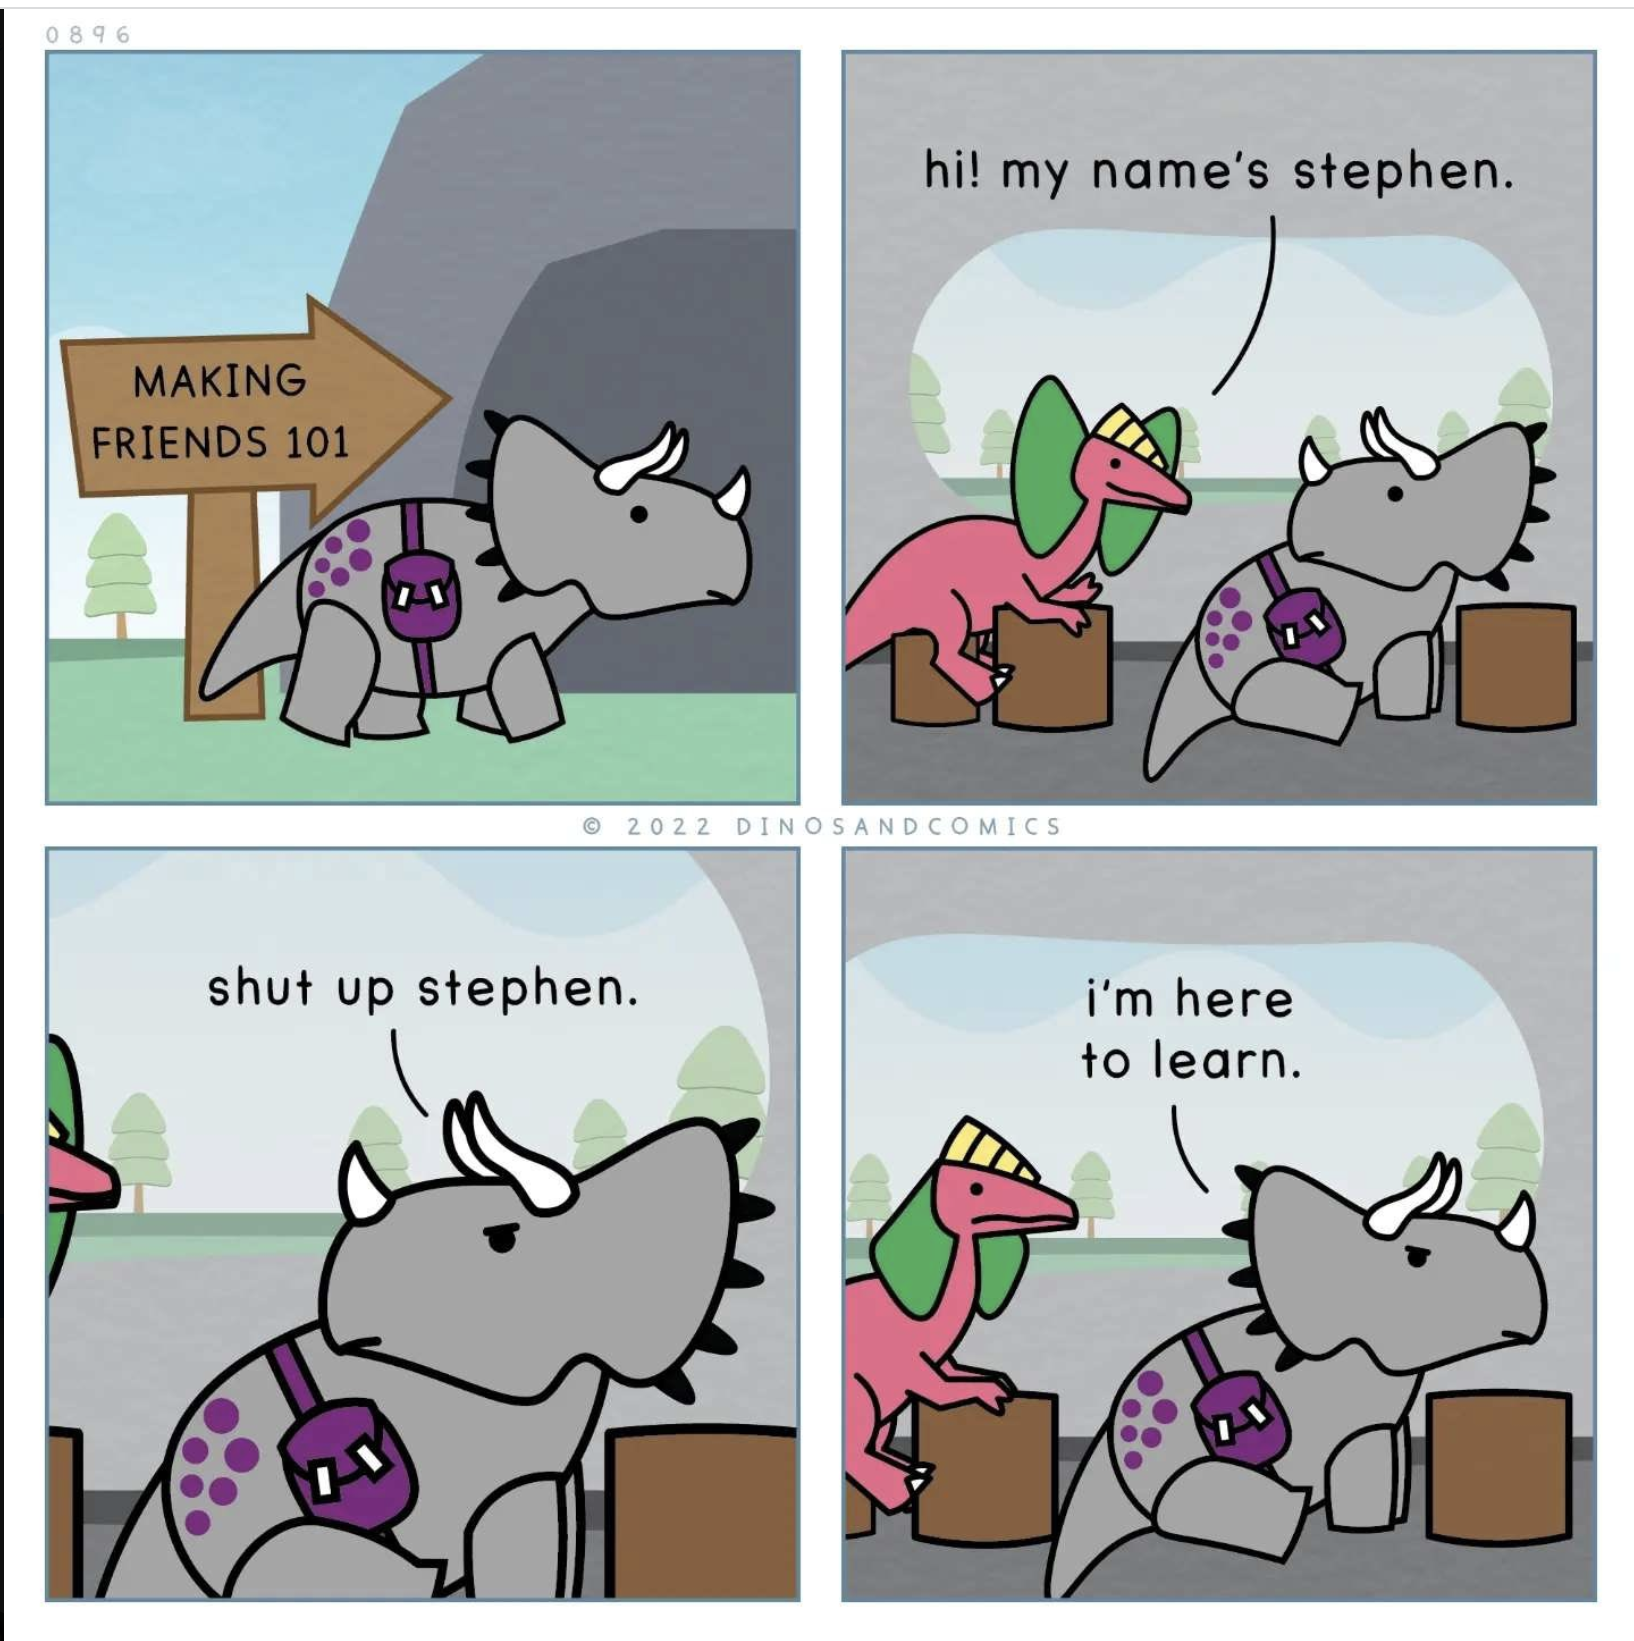 0896
MAKING
FRIENDS 101
hi! my name's stephen.
© 2022 DINOSANDCOMICS
shut up stephen.
i'm here
to learn.